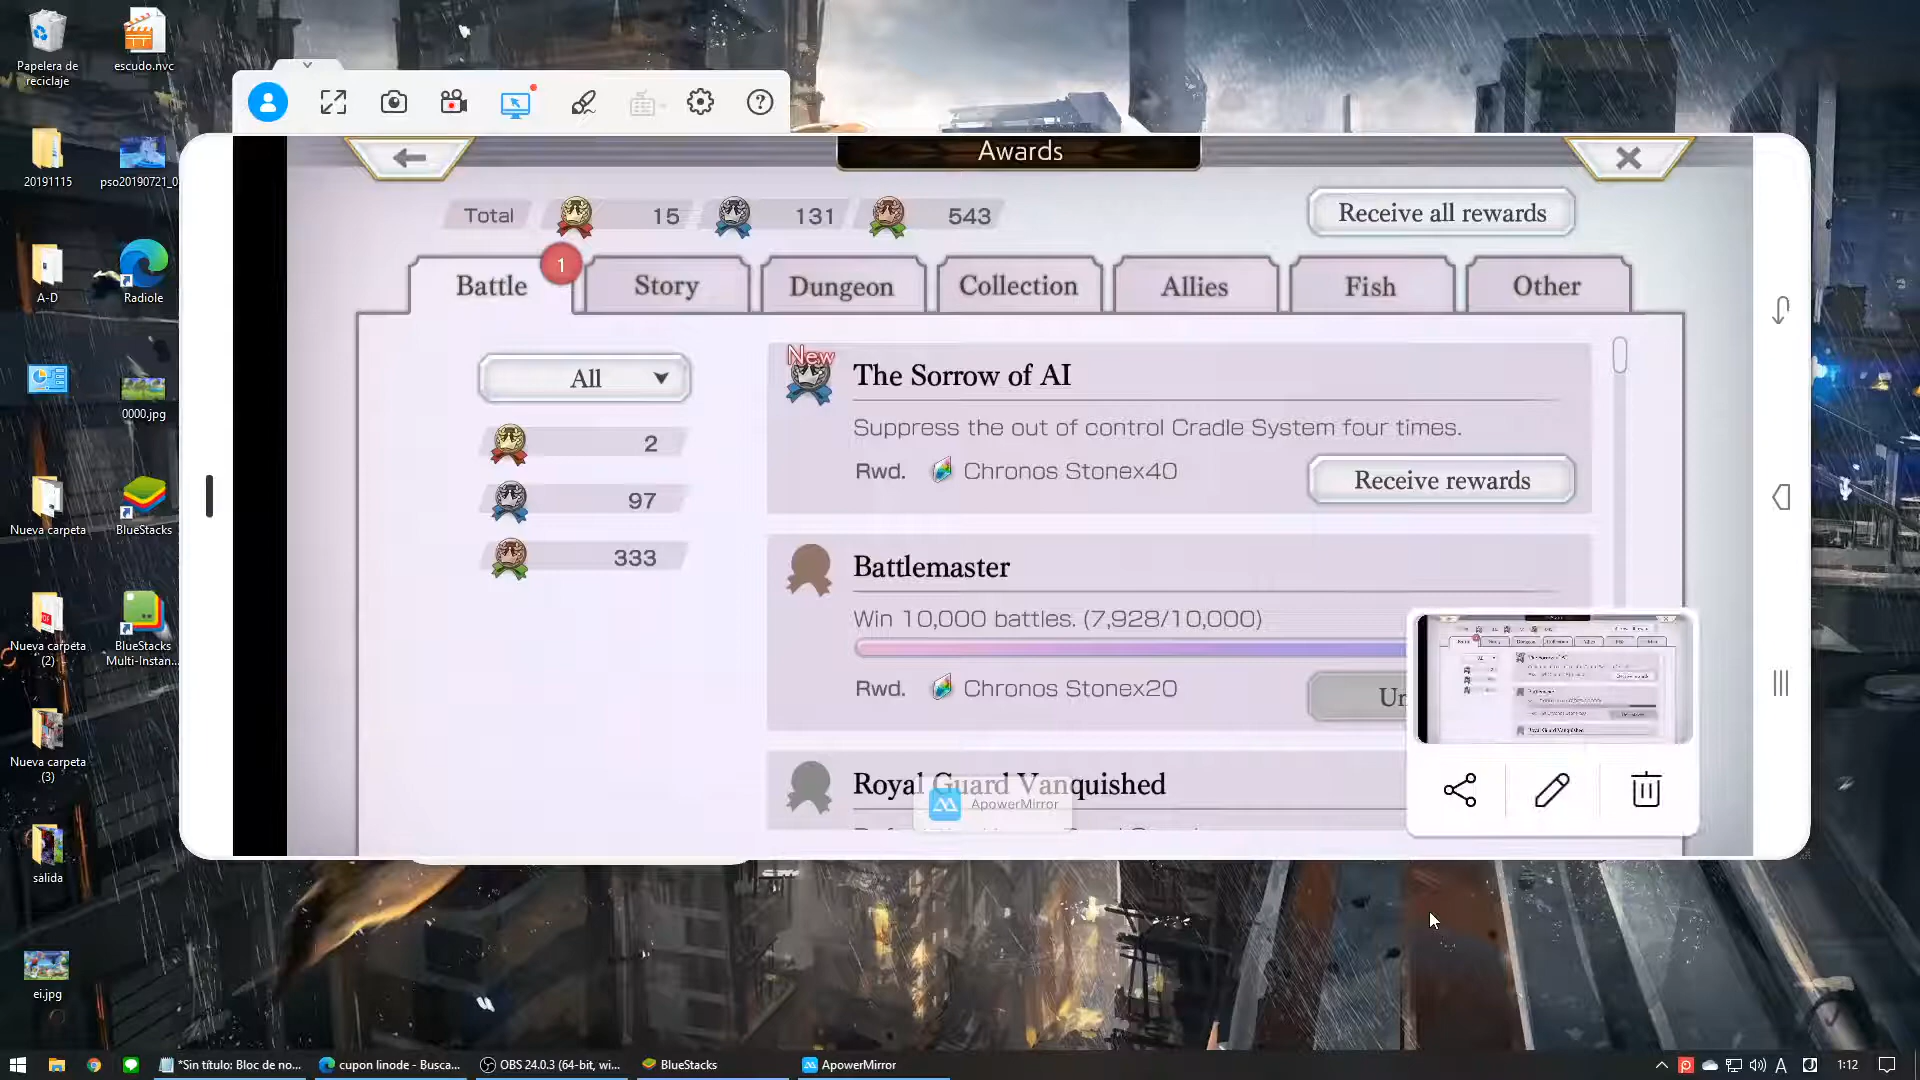 Papelera de
reciclaje
escudo.nvc
20191115
pso20190721_0
A-D
Radiole
0000.jpg
Nueva carpeta
BlueStacks
Nueva carpeta
(2)
BlueStacks
Multi-Instan...
Nueva carpeta
(3)
salida
ei.jpg
Awards
Total 15 131 543
Receive all rewards
Battle 1 Story Dungeon Collection Allies Fish Other
All
2
97
333
New
The Sorrow of AI
Suppress the out of control Cradle System four times.
Rwd. Chronos Stonex40
Receive rewards
Battlemaster
Win 10,000 battles. (7,928/10,000)
Rwd. Chronos Stonex20
Un
Royal Guard Vanquished
ApowerMirror
*Sin título: Bloc de no...
cupon linode - Busca...
OBS 24.0.3 (64-bit, wi...
BlueStacks
ApowerMirror
A
1:12